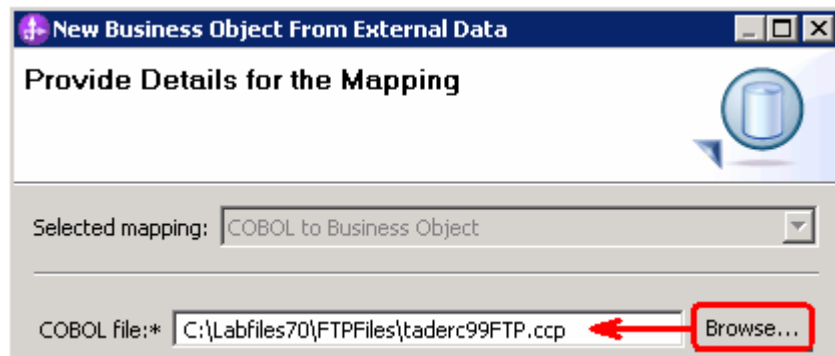 New Business Object From External Data
Provide Details for the Mapping
Selected mapping: COBOL to Business Object
COBOL file:* C:\Labfiles70\FTPFiles\taderc99FTP.ccp Browse...